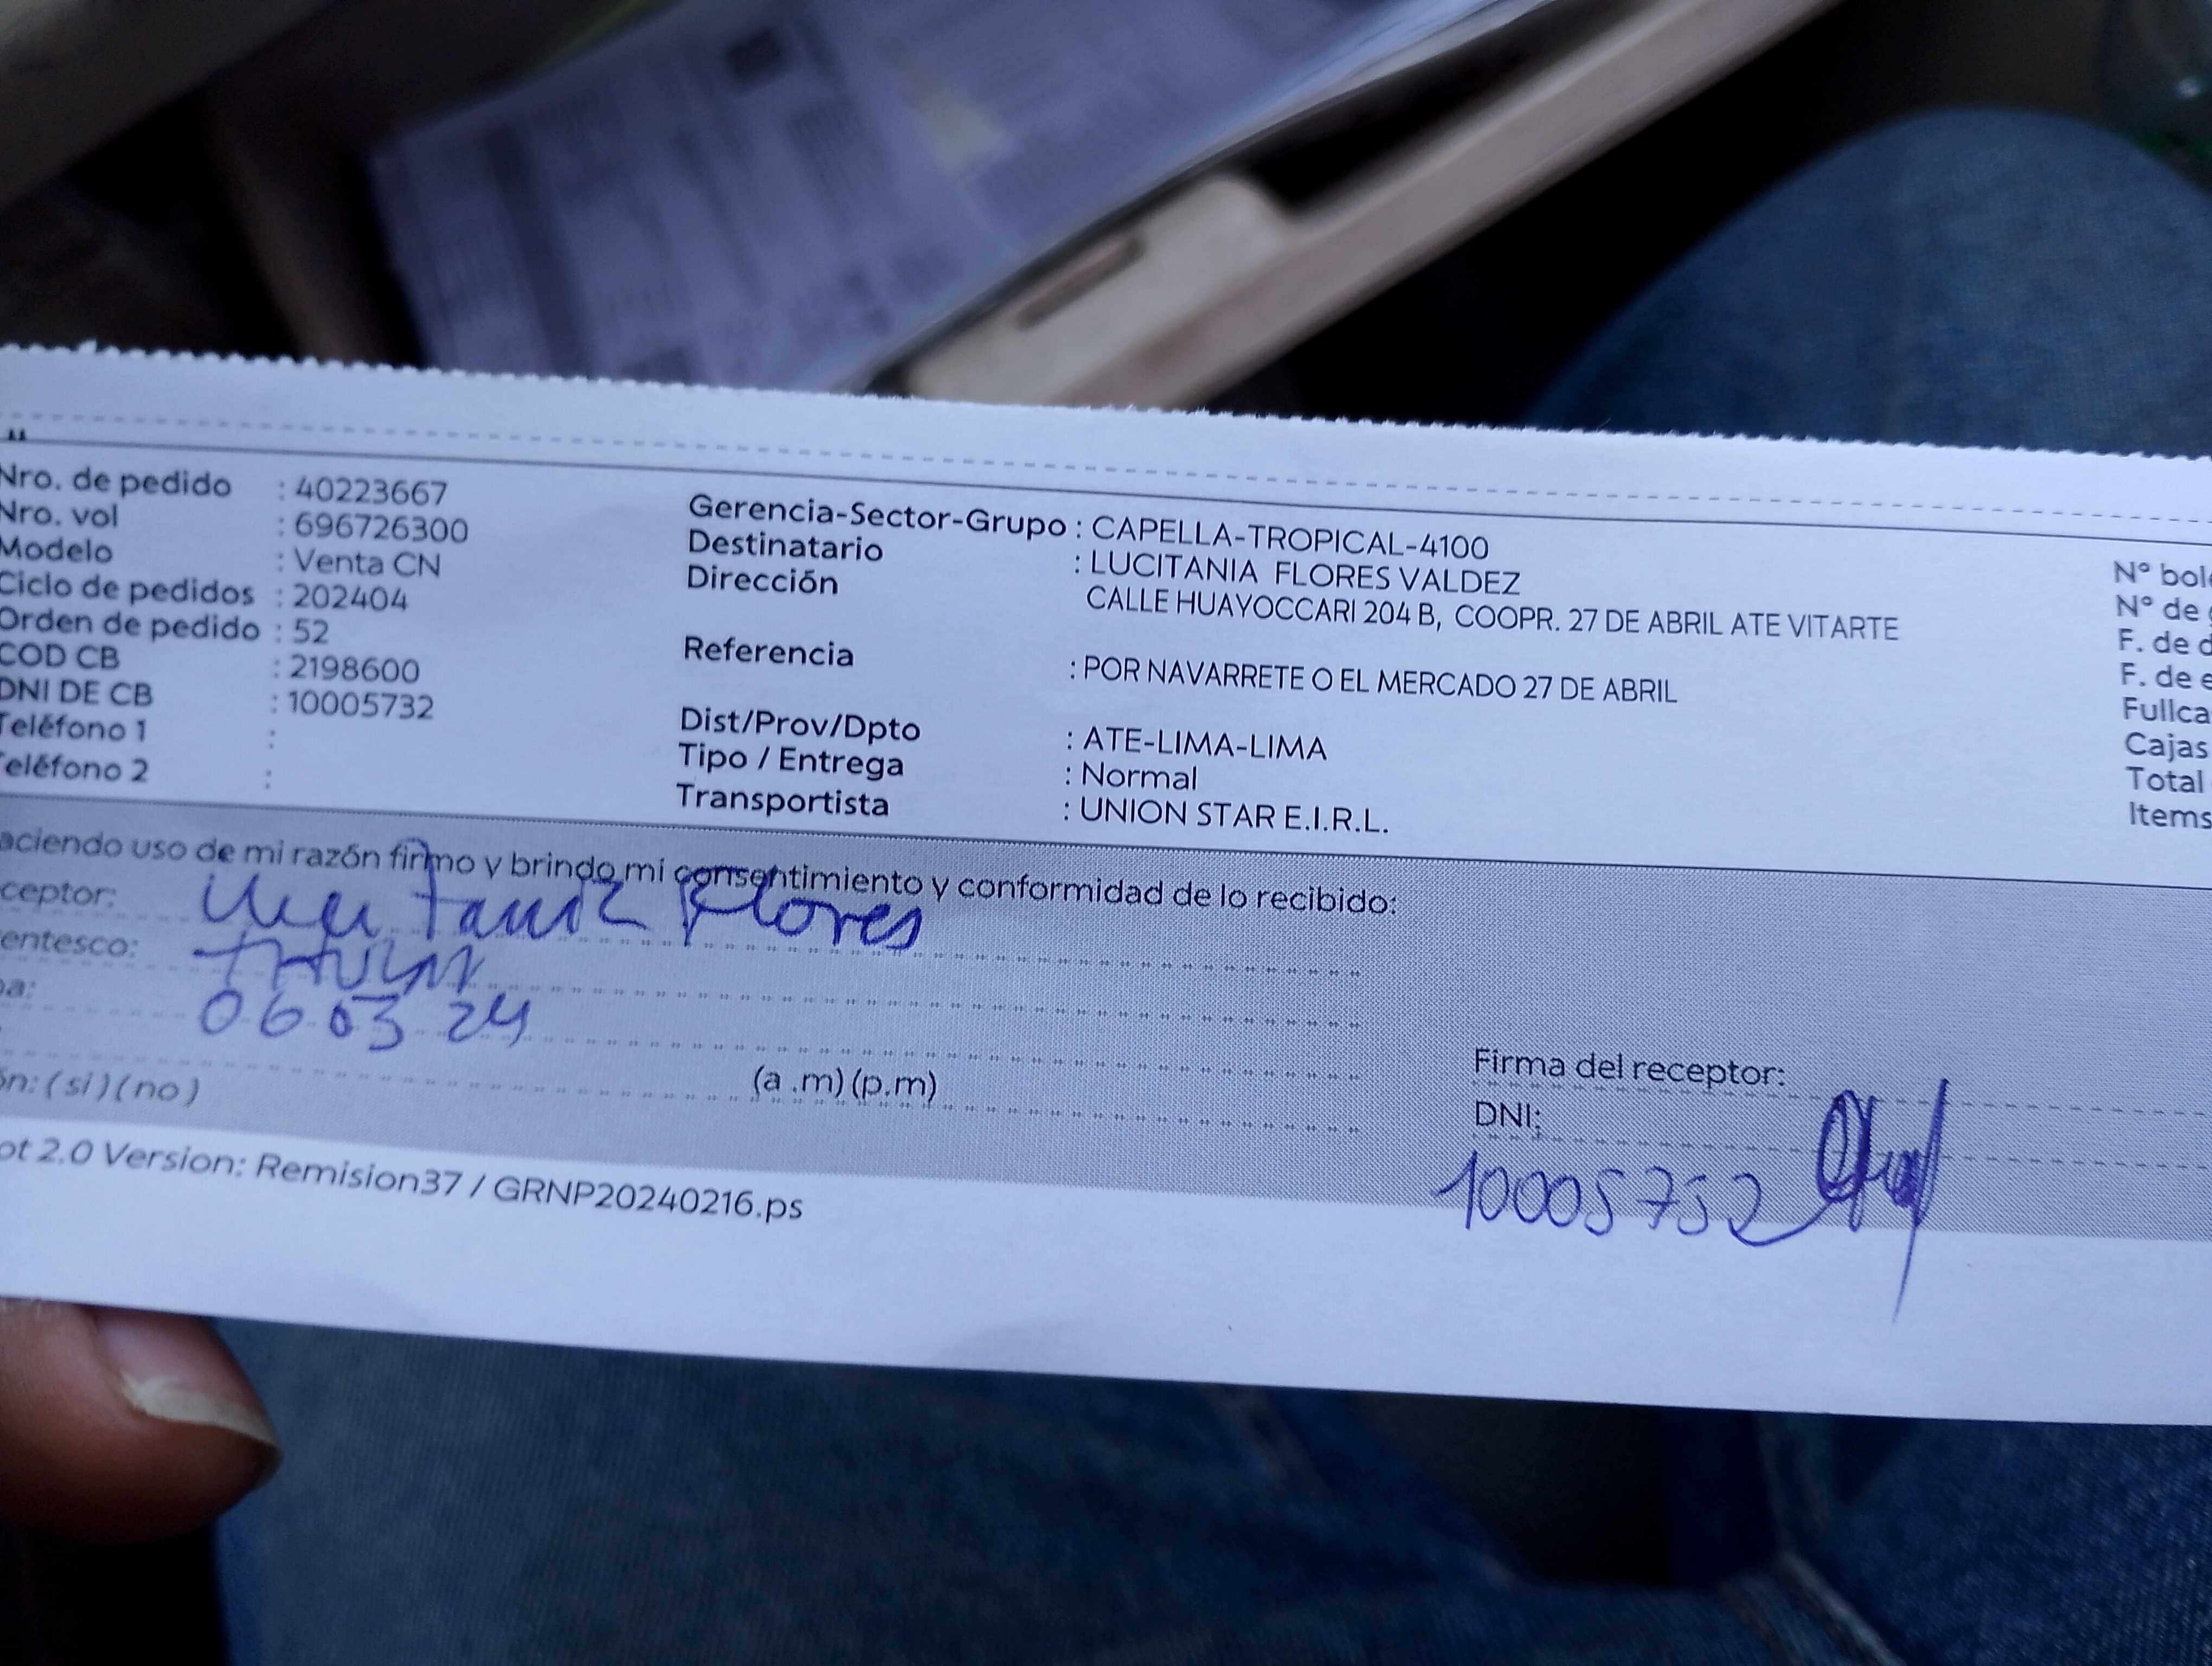 Nro. de pedido : 40223667
Nro. vol : 696726300
Modelo : Venta CN
Ciclo de pedidos : 202404
Orden de pedido : 52
COD CB : 2198600
DNI DE CB : 10005732
Teléfono 1 :
Teléfono 2 :
Gerencia-Sector-Grupo : CAPELLA-TROPICAL-4100
Destinatario : LUCITANIA FLORES VALDEZ
Dirección CALLE HUAYOCCARI 204 B, COOPR. 27 DE ABRIL ATE VITARTE
Referencia : POR NAVARRETE O EL MERCADO 27 DE ABRIL
Dist/Prov/Dpto : ATE-LIMA-LIMA
Tipo / Entrega : Normal
Transportista : UNION STAR E.I.R.L.
N° bol
N° de
F. de d
F. de e
Fullca
Cajas
Total
Items
aciendo uso de mi razón firmo y brindo mi consentimiento y conformidad de lo recibido:
ceptor: Flores
entesco: Titular
a: 06 03 24
(a .m) (p.m)
ón: ( si ) ( no )
Firma del receptor:
DNI:
10005732
ot 2.0 Version: Remision37 / GRNP20240216.ps